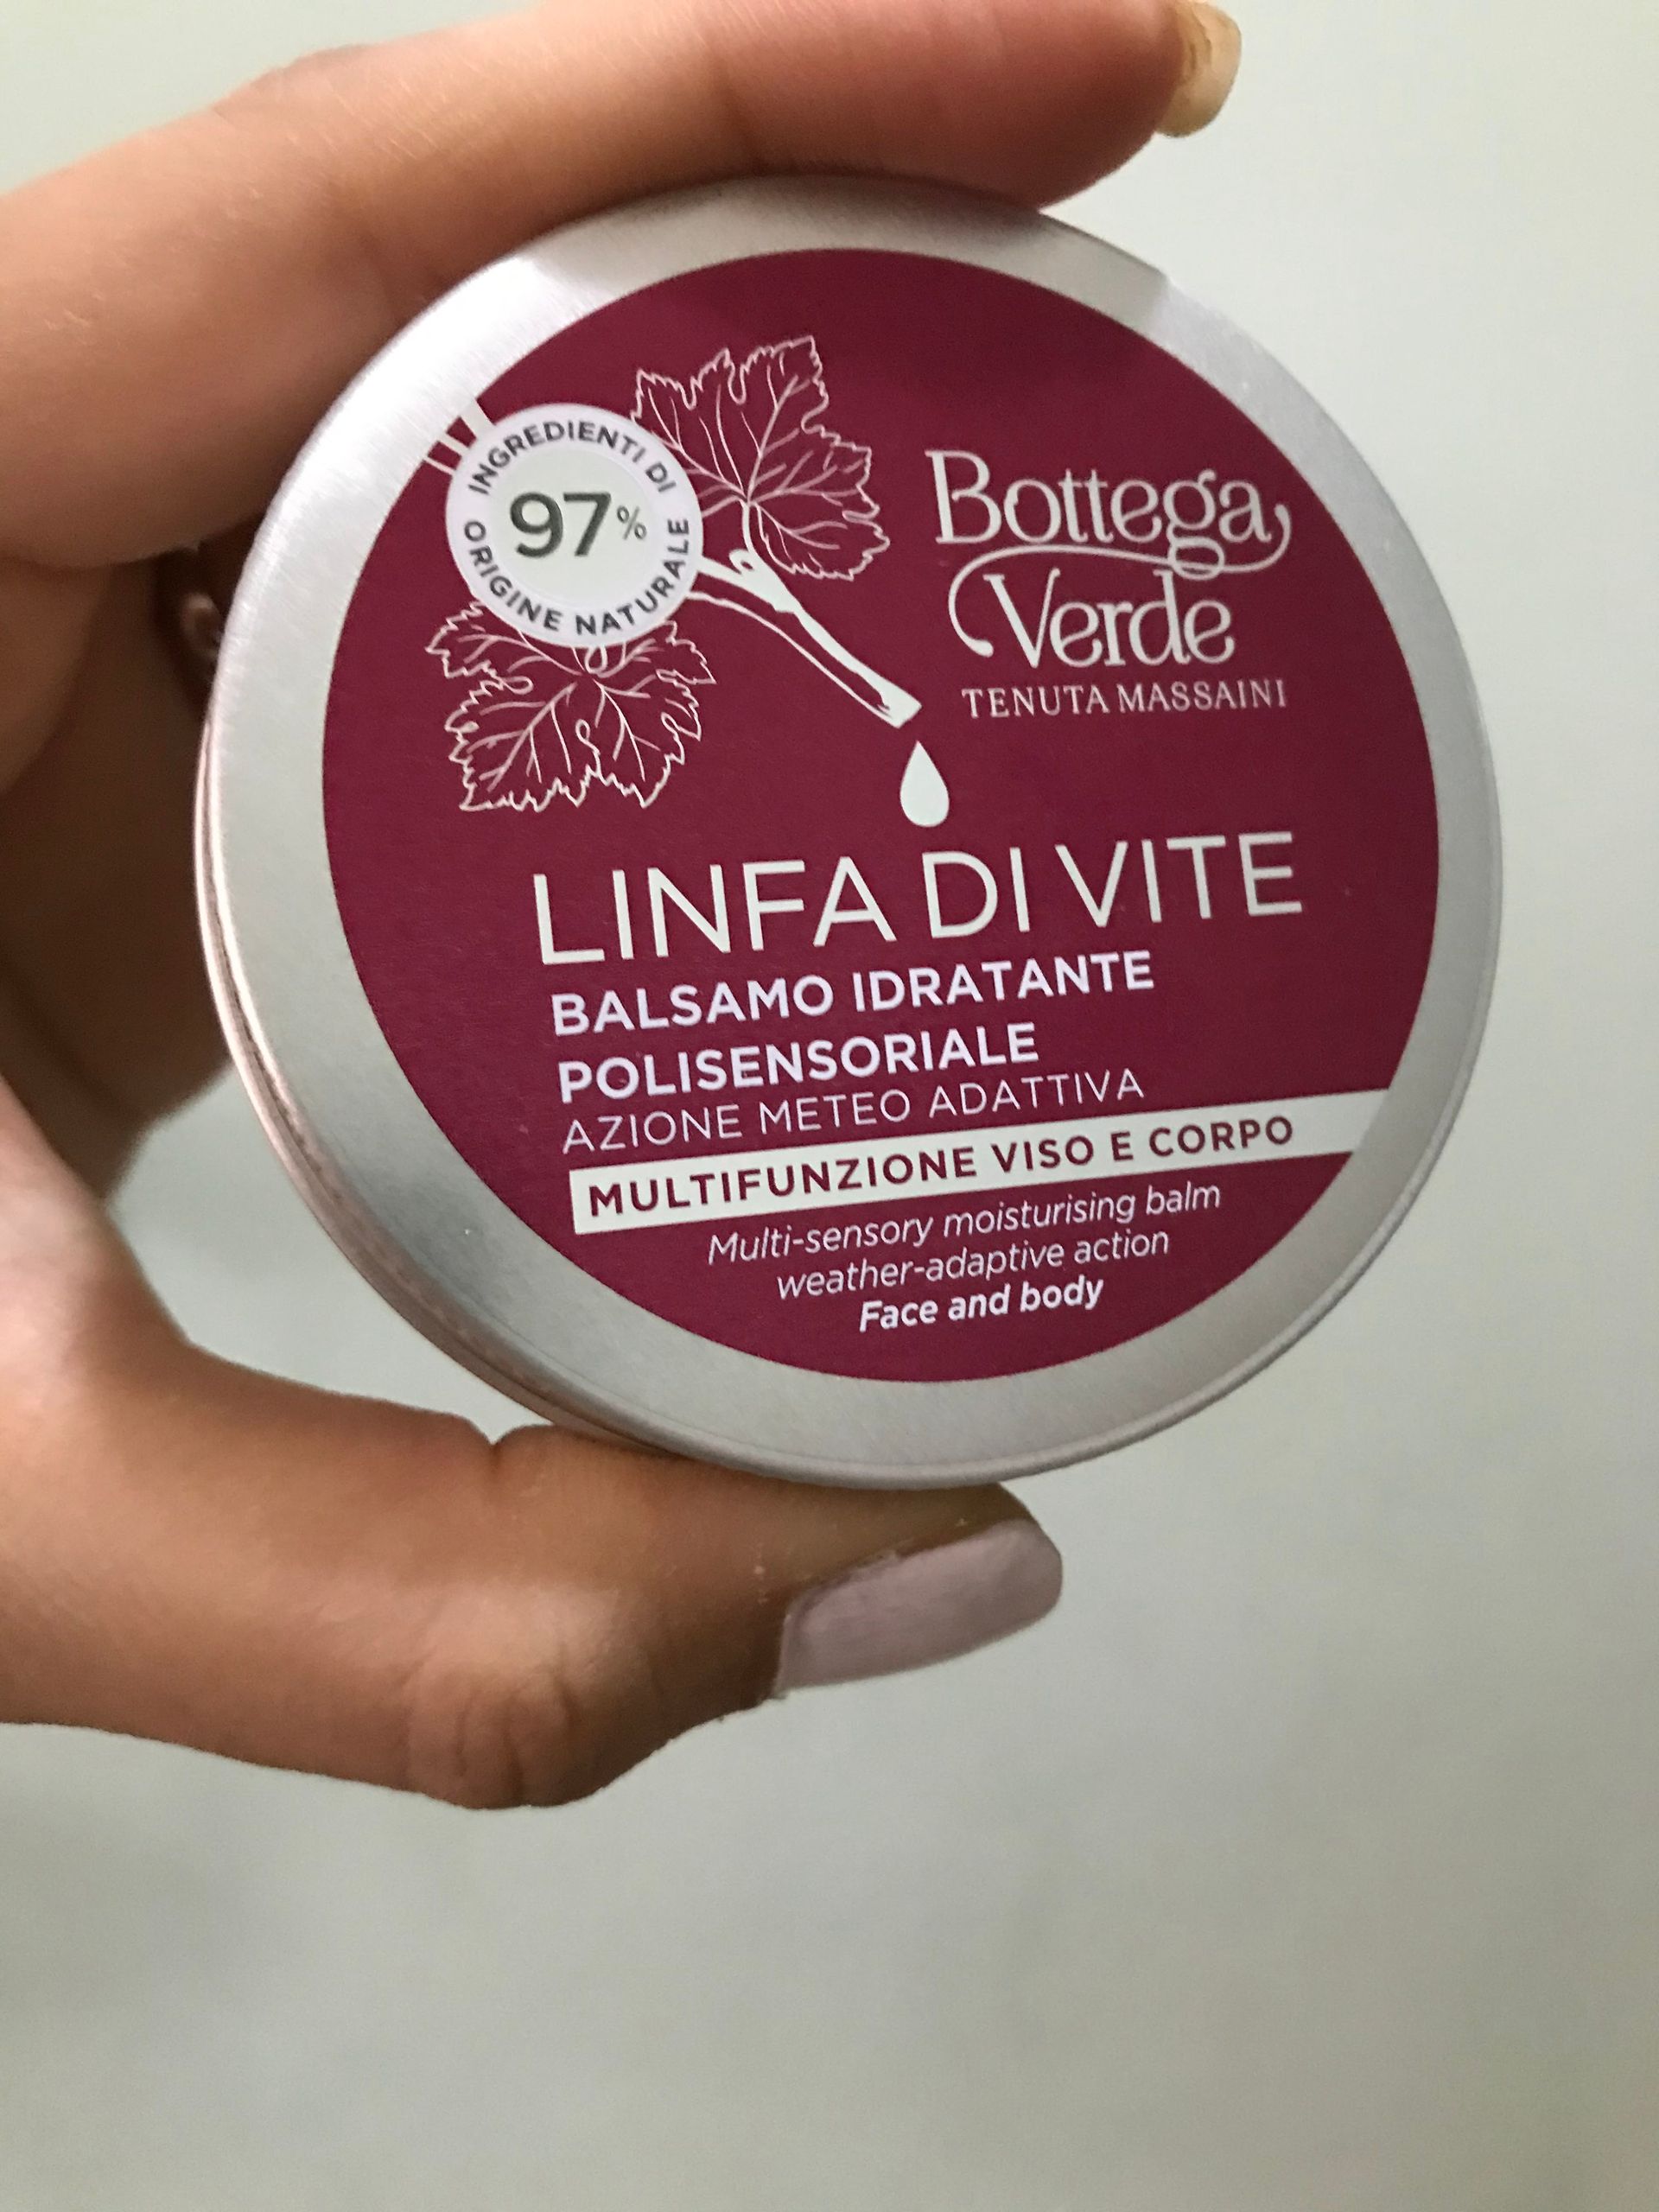 INGREDIENTI DI
97%
ORIGINE NATURALE
Bottega
Verde
TENUTA MASSAINI
LINFA DI VITE
BALSAMO IDRATANTE
POLISENSORIALE
AZIONE METEO ADATTIVA
MULTIFUNZIONE VISO E CORPO
Multi-sensory moisturising balm
weather-adaptive action
Face and body